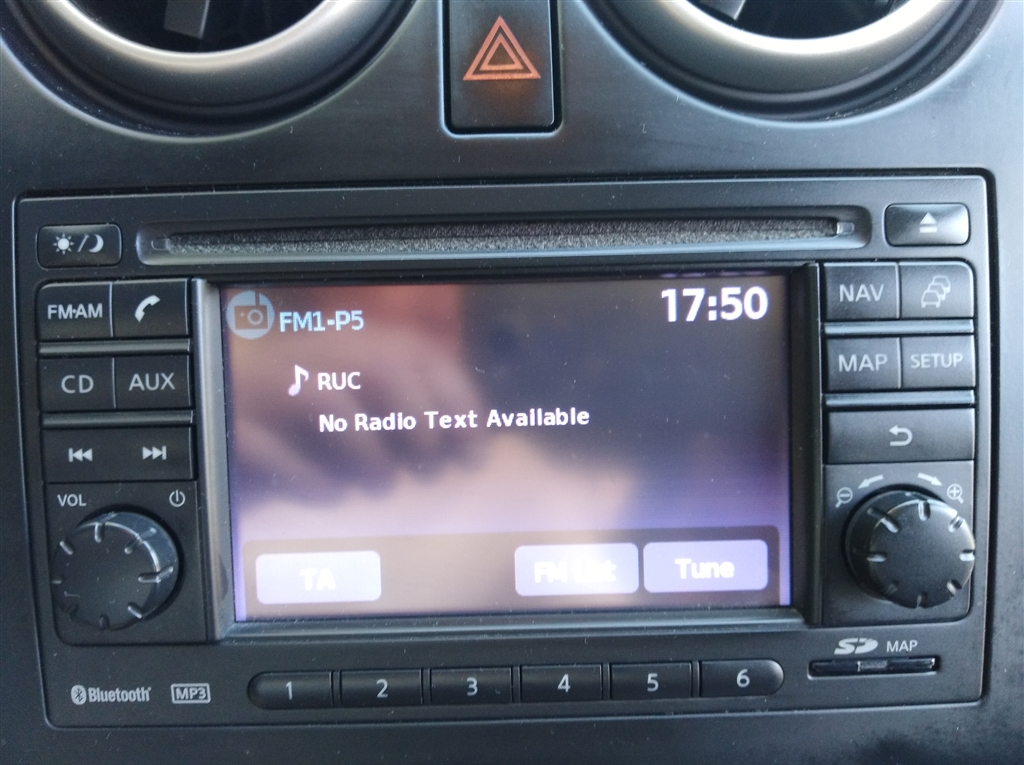 FM·AM
CD
AUX
VOL
FM1-P5
17:50
RUC
No Radio Text Available
TA
FM List
Tune
NAV
MAP
SETUP
SD MAP
Bluetooth®
MP3
1 2 3 4 5 6